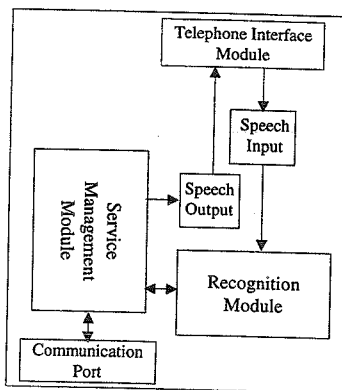 Telephone Interface
Module
Speech
Input
Service
Management
Module
Speech
Output
Recognition
Module
Communication
Port